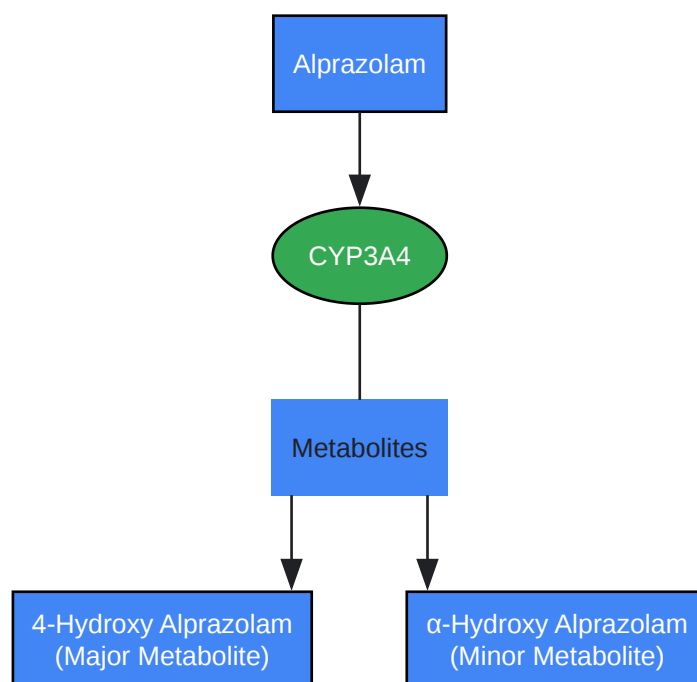 Alprazolam
CYP3A4
Metabolites
4-Hydroxy Alprazolam
(Major Metabolite)
α-Hydroxy Alprazolam
(Minor Metabolite)